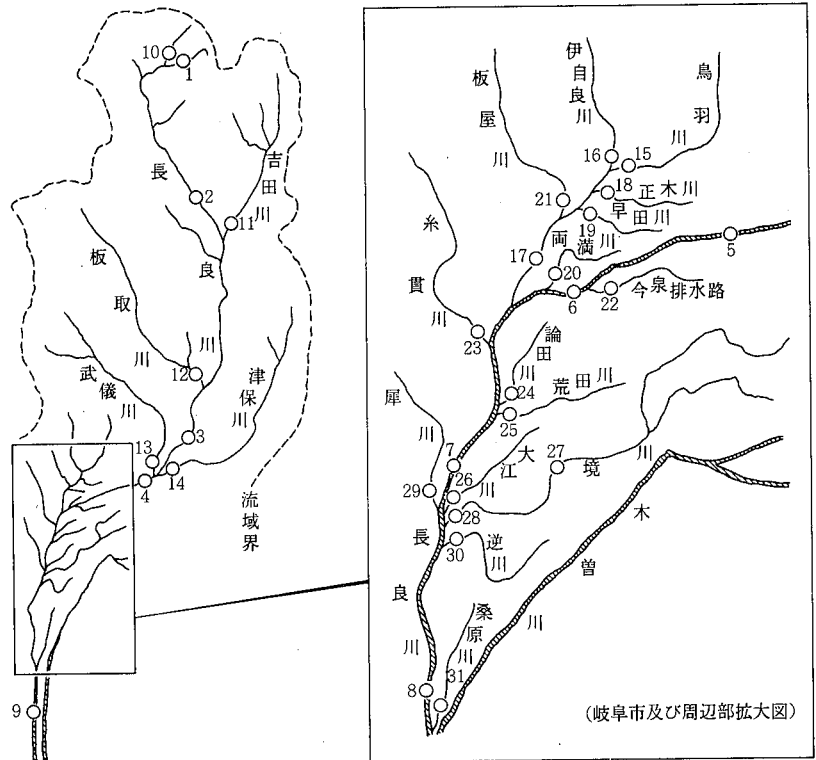 10
1
長良川
2
吉田川
11
板取川
12
武儀川
津保川
3
13
14
4
流域界
9
板屋川
伊自良川
鳥羽川
16
15
18
正木川
21
早田川
19
糸貫川
両満川
17
20
5
6
22
今泉排水路
23
論田川
24
荒田川
25
犀川
7
大江川
26
27
境川
29
28
長良川
30
逆川
木曽川
桑原川
8
31
(岐阜市及び周辺部拡大図)